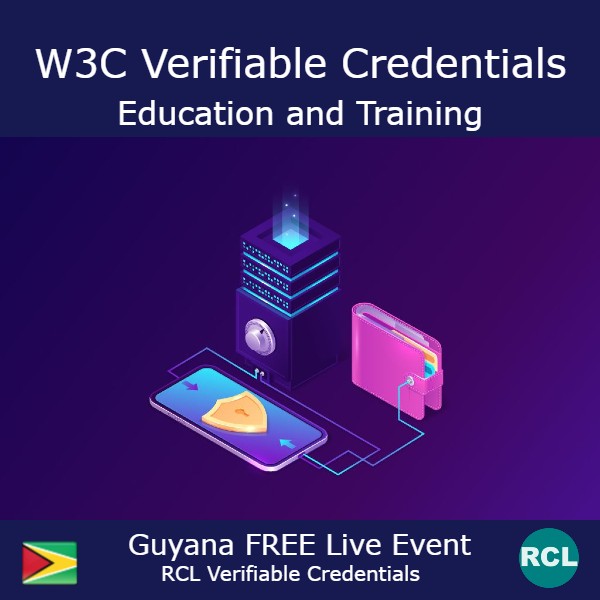 W3C Verifiable Credentials
Education and Training
Guyana FREE Live Event
RCL Verifiable Credentials
RCL